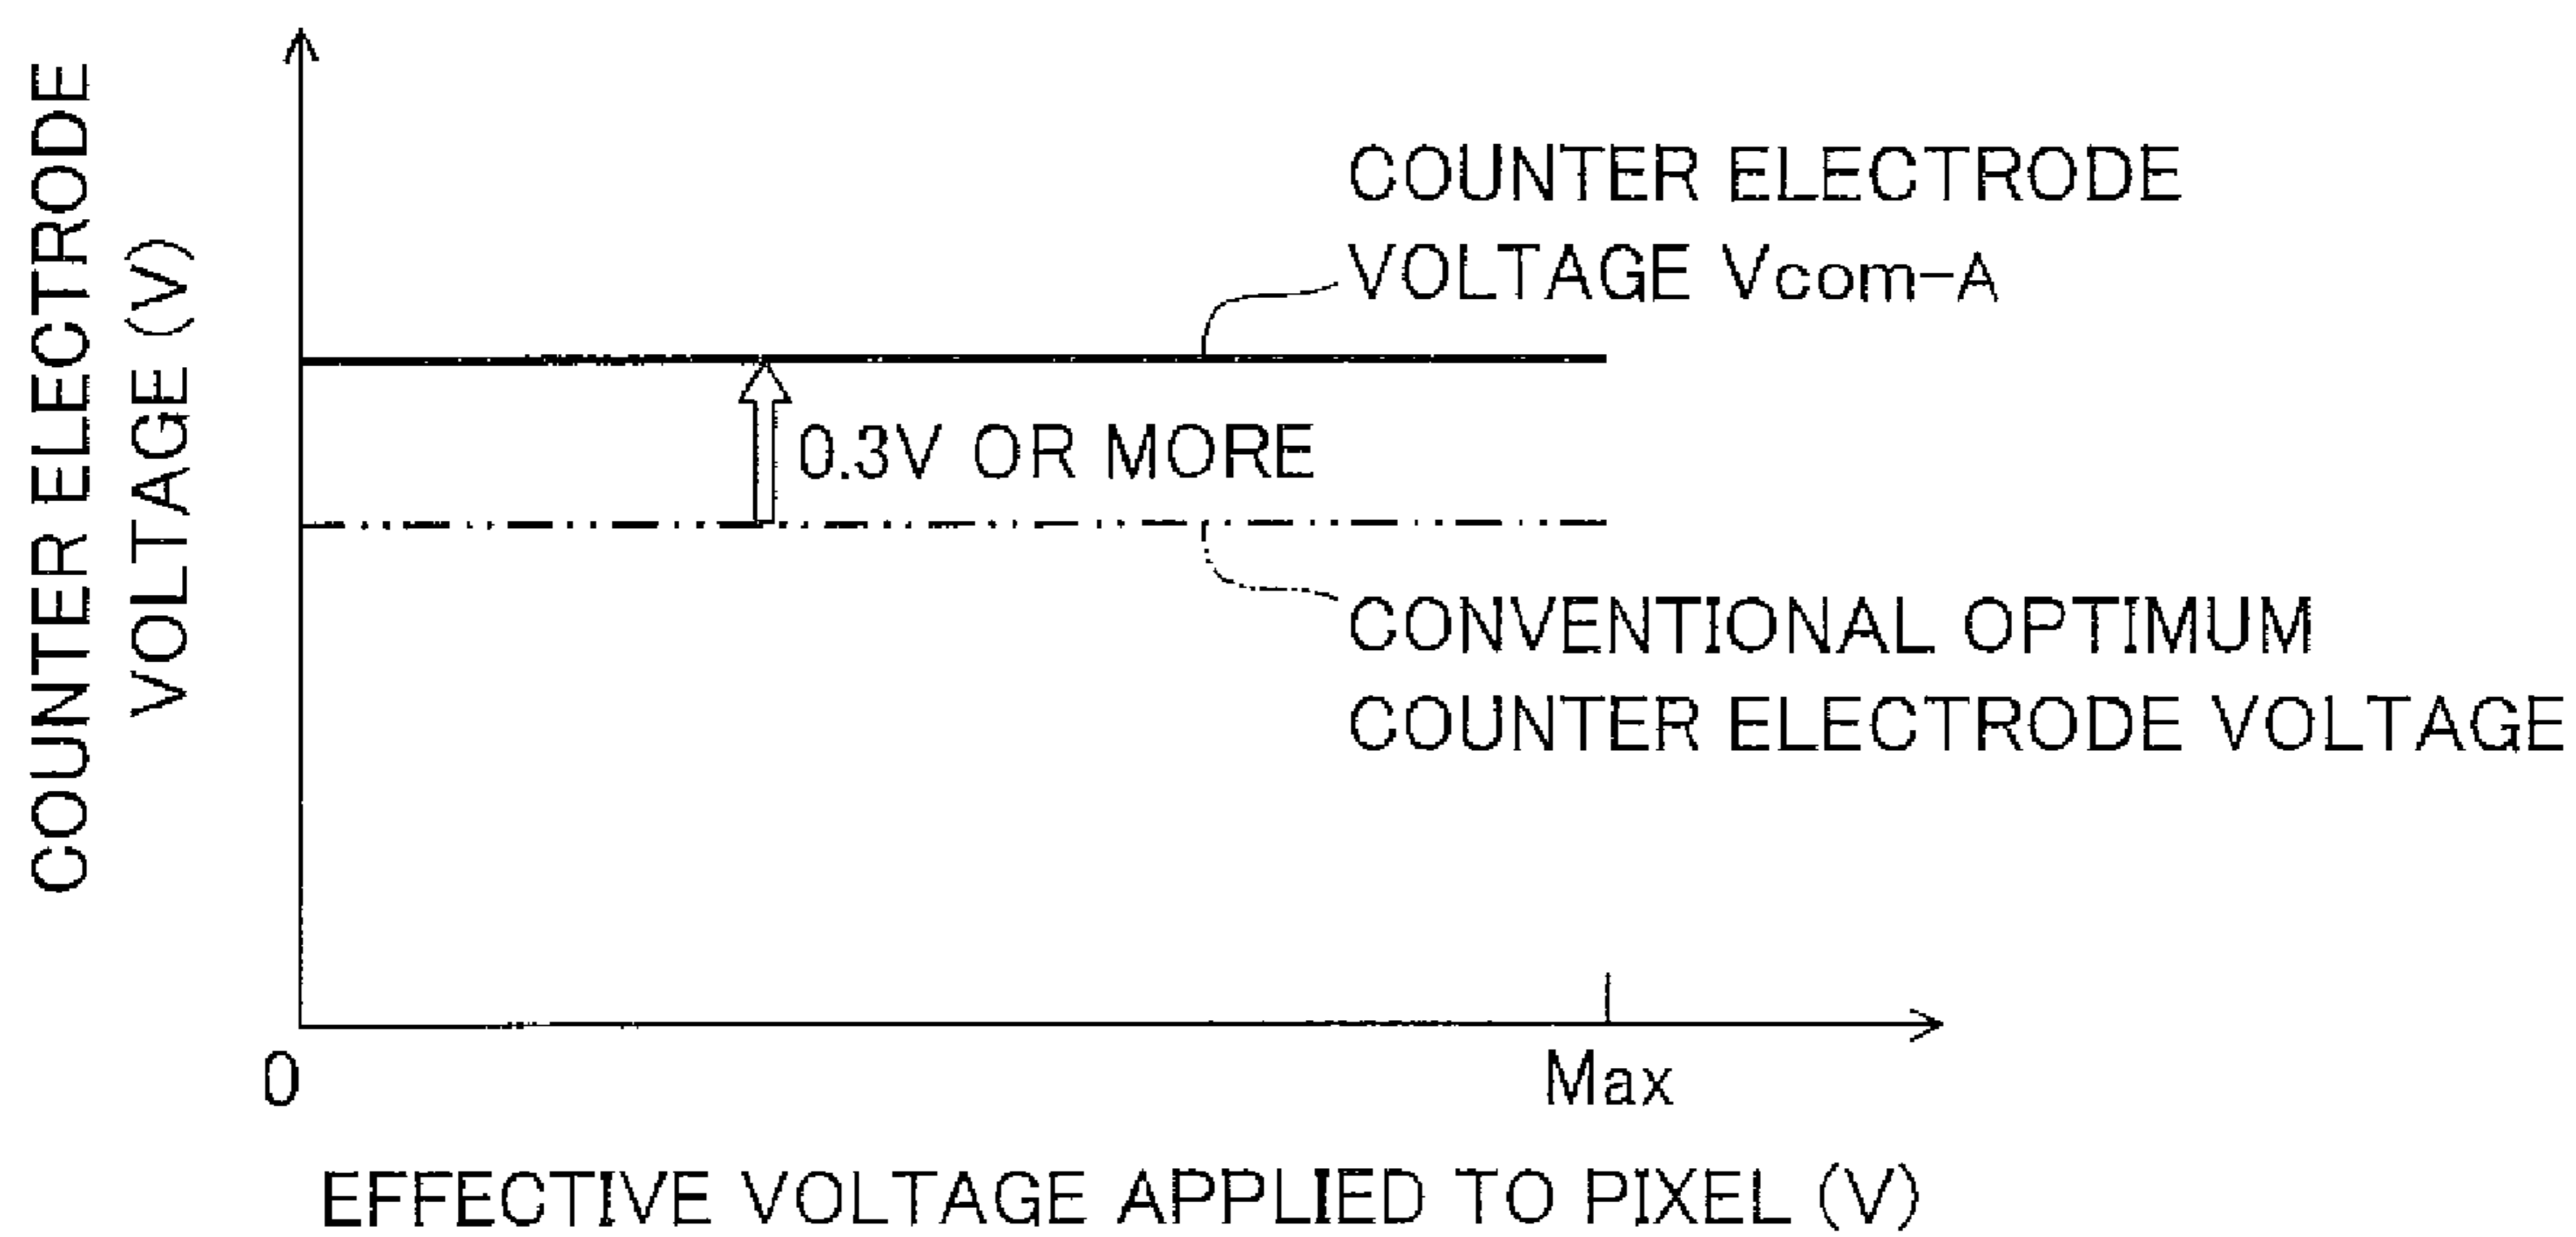 COUNTER ELECTRODE
VOLTAGE (V)
COUNTER ELECTRODE
VOLTAGE Vcom-A
0.3V OR MORE
CONVENTIONAL OPTIMUM
COUNTER ELECTRODE VOLTAGE
0
Max
EFFECTIVE VOLTAGE APPLIED TO PIXEL (V)